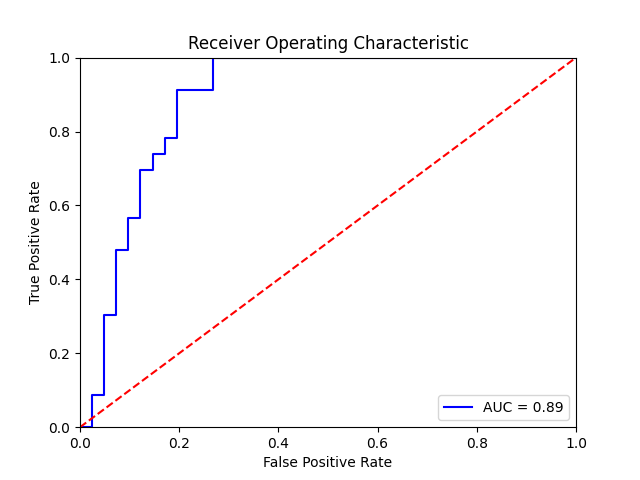 Receiver Operating Characteristic
1.0
0.8
0.6
0.4
0.2
0.0
True Positive Rate
AUC = 0.89
0.0 0.2 0.4 0.6 0.8 1.0
False Positive Rate